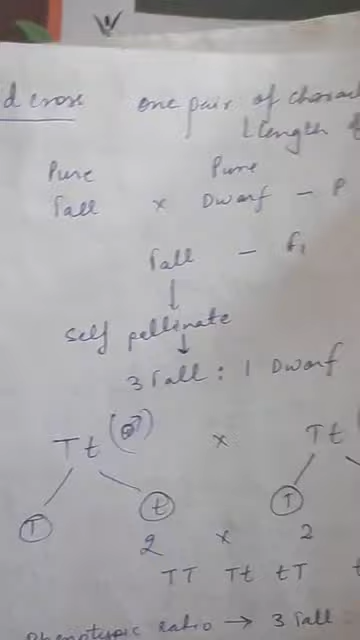 d cross one pair of charac
(length of
Pure Pure
Tall x Dwarf - P
Tall - F₁
↓
Self pollinate
↓
3 Tall : 1 Dwarf
Tt (♂) x Tt (
T t T
2 x 2
TT Tt tT t
Phenotypic ratio → 3 Tall :